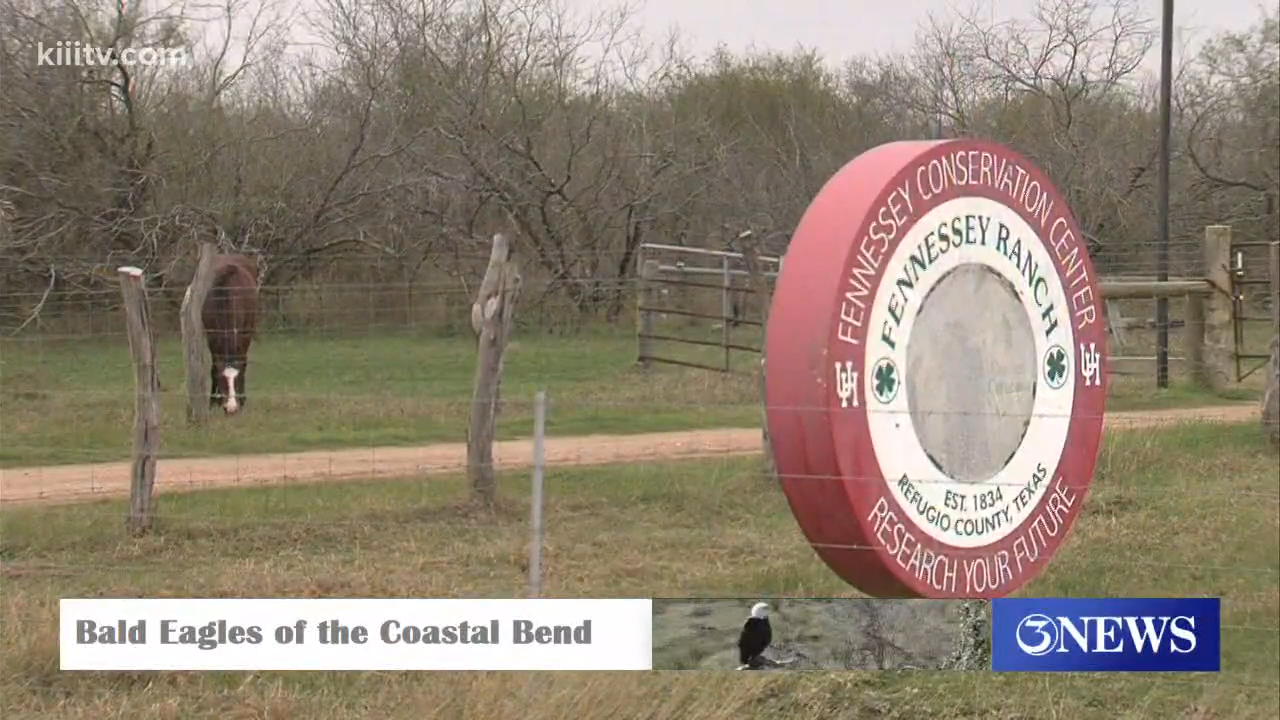 kiiitv.com
FENNESSEY CONSERVATION CENTER
FENNESSEY RANCH
UH
UH
EST. 1834
REFUGIO COUNTY, TEXAS
RESEARCH YOUR FUTURE
Bald Eagles of the Coastal Bend
3NEWS